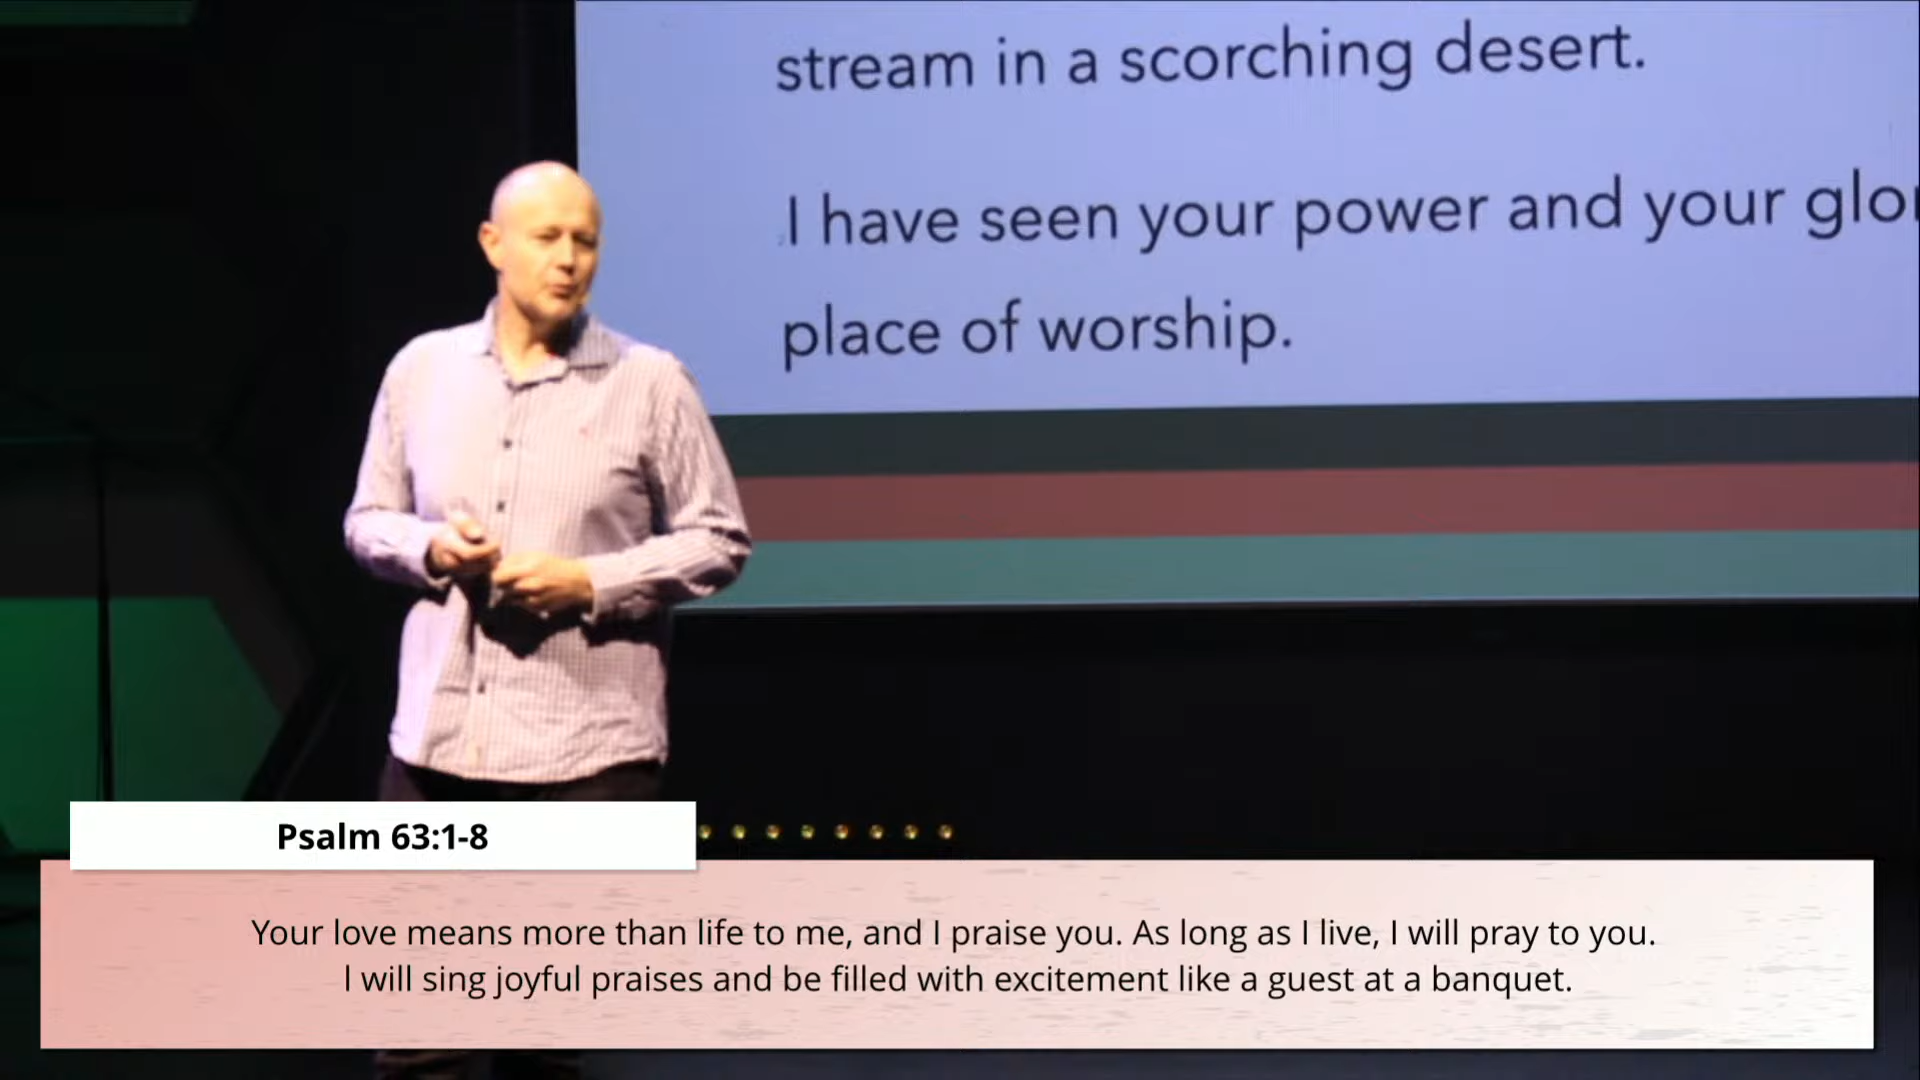 stream in a scorching desert.
I have seen your power and your
place of worship.
Psalm 63:1-8
Your love means more than life to me, and I praise you. As long as I live, I will pray to you.
I will sing joyful praises and be filled with excitement like a guest at a banquet.